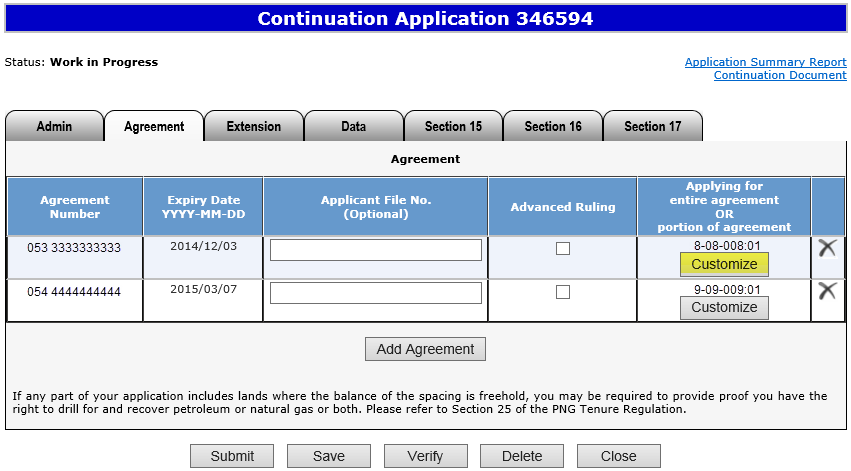 Continuation Application 346594
Status: Work in Progress
Application Summary Report
Continuation Document
Admin
Agreement
Extension
Data
Section 15
Section 16
Section 17
Agreement
Agreement
Number
Expiry Date
YYYY-MM-DD
Applicant File No.
(Optional)
Advanced Ruling
Applying for
entire agreement
OR
portion of agreement
053 3333333333
2014/12/03
8-08-008:01
Customize
054 4444444444
2015/03/07
9-09-009:01
Customize
Add Agreement
If any part of your application includes lands where the balance of the spacing is freehold, you may be required to provide proof you have the
right to drill for and recover petroleum or natural gas or both. Please refer to Section 25 of the PNG Tenure Regulation.
Submit
Save
Verify
Delete
Close